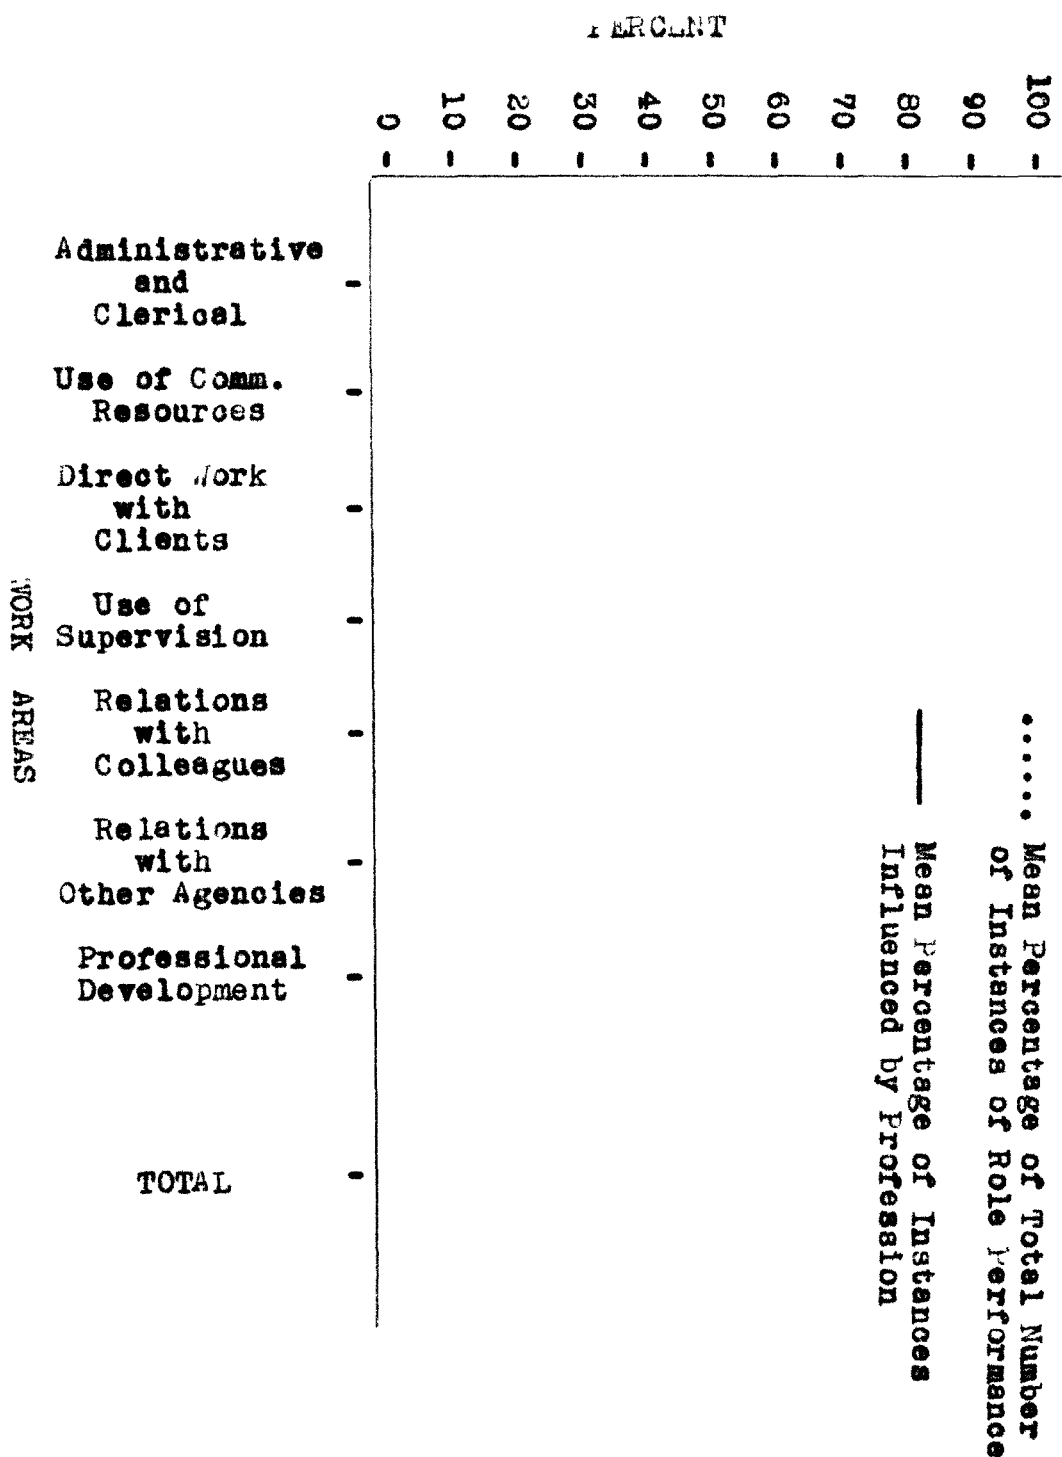 PERCENT
100 -
90 -
80 -
70 -
60 -
50 -
40 -
30 -
20 -
10 -
0 -
...... Mean Percentage of Total Number
of Instances of Role Performance
Mean Percentage of Instances
Influenced by Profession
Administrative
and
Clerical
Use of Comm.
Resources
Direct Work
with
Clients
Use of
Supervision
Relations
with
Colleagues
Relations
with
Other Agencies
Professional
Development
TOTAL
WORK AREAS